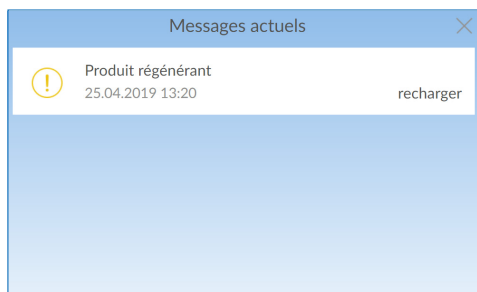 Messages actuels
Produit régénérant
25.04.2019 13:20
recharger